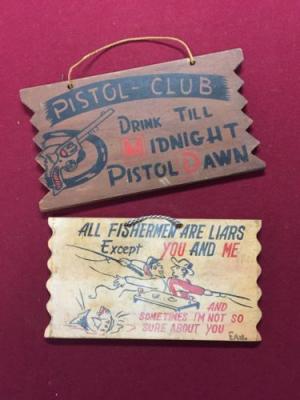 PISTOL-CLUB
DRINK TILL
MIDNIGHT
PISTOL DAWN
ALL FISHERMEN ARE LIARS
Except YOU AND ME
AND
SOMETIMES I'M NOT SO
SURE ABOUT YOU